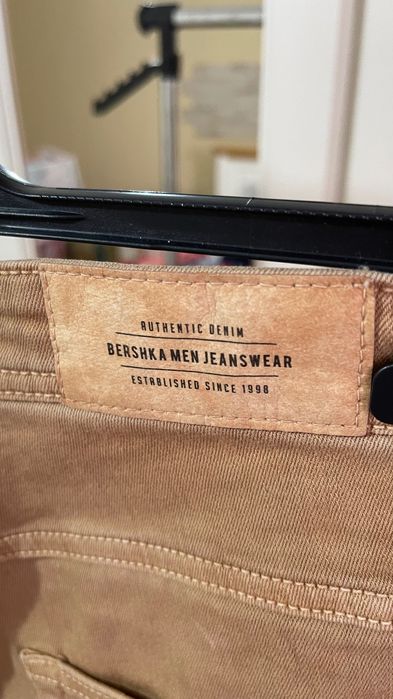 AUTHENTIC DENIM
BERSHKA MEN JEANSWEAR
ESTABLISHED SINCE 1998